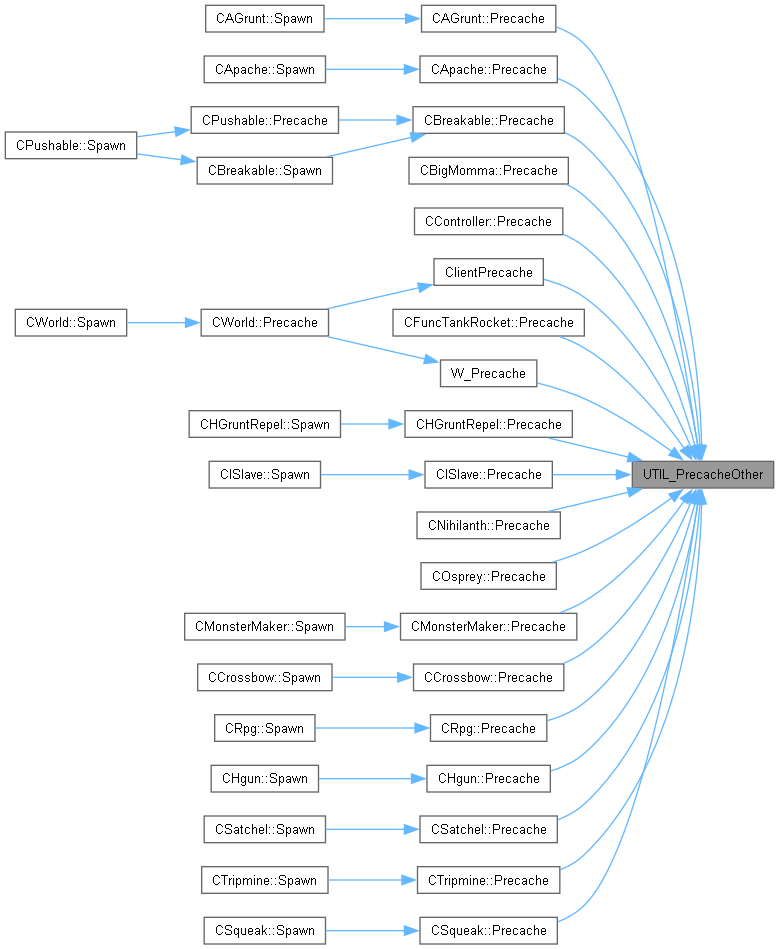 CAGrunt::Spawn
CAGrunt::Precache
CApache::Spawn
CApache::Precache
CPushable::Precache
CBreakable::Precache
CPushable::Spawn
CBreakable::Spawn
CBigMomma::Precache
CController::Precache
ClientPrecache
CWorld::Spawn
CWorld::Precache
CFuncTankRocket::Precache
W_Precache
CHGruntRepel::Spawn
CHGruntRepel::Precache
CISlave::Spawn
CISlave::Precache
UTIL_PrecacheOther
CNihilanth::Precache
COsprey::Precache
CMonsterMaker::Spawn
CMonsterMaker::Precache
CCrossbow::Spawn
CCrossbow::Precache
CRpg::Spawn
CRpg::Precache
CHgun::Spawn
CHgun::Precache
CSatchel::Spawn
CSatchel::Precache
CTripmine::Spawn
CTripmine::Precache
CSqueak::Spawn
CSqueak::Precache